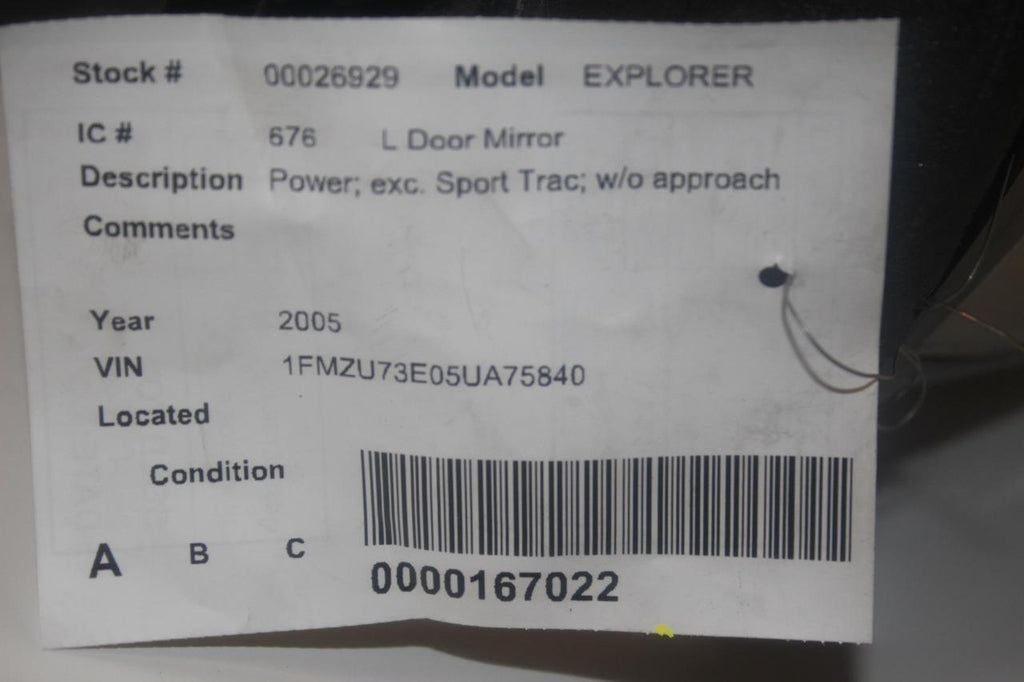 Stock # 00026929 Model EXPLORER
IC # 676 L Door Mirror
Description Power; exc. Sport Trac; w/o approach
Comments
Year 2005
VIN 1FMZU73E05UA75840
Located
Condition
A B C
0000167022